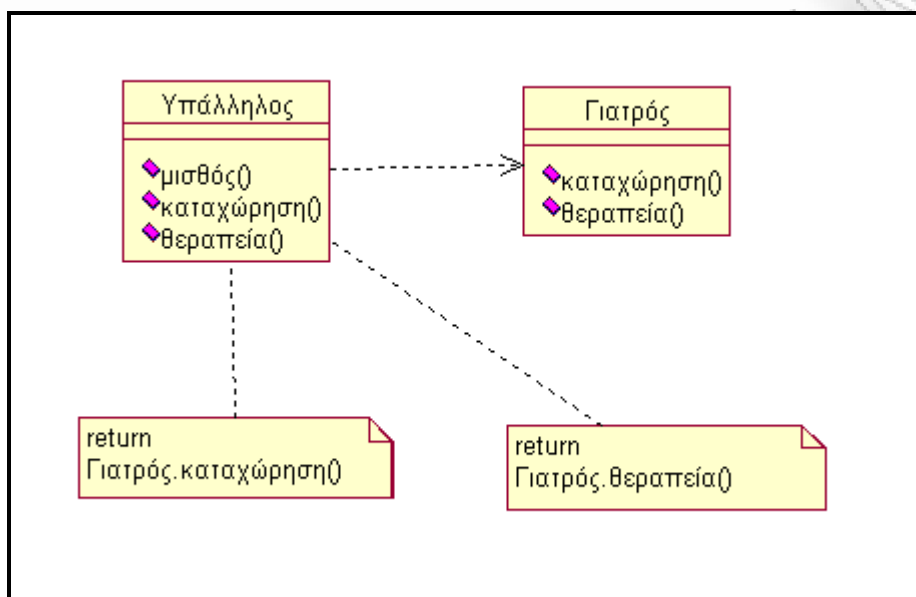 Υπάλληλος
μισθός()
καταχώρηση()
θεραπεία()
Γιατρός
καταχώρηση()
θεραπεία()
return
Γιατρός.καταχώρηση()
return
Γιατρός.θεραπεία()